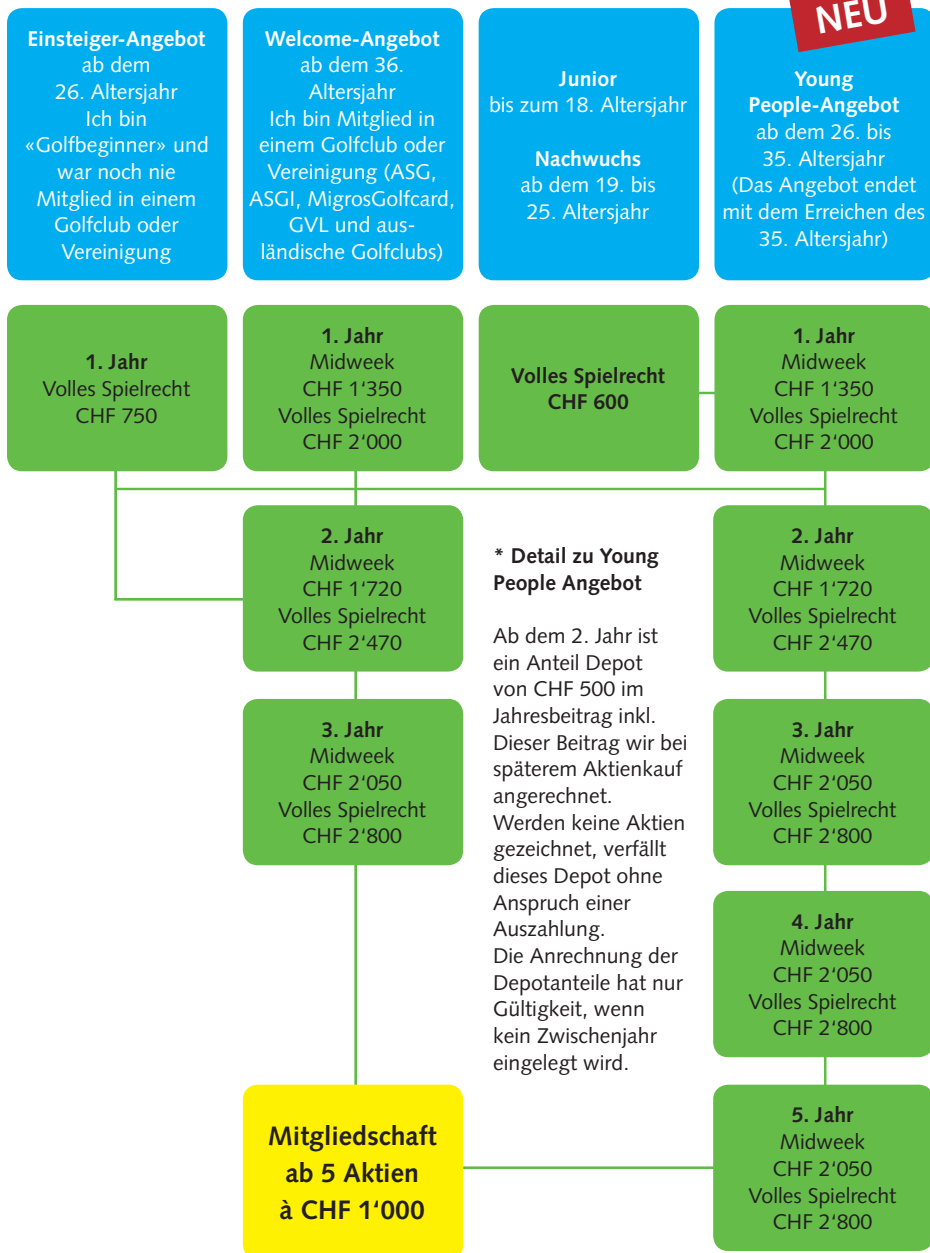 NEU
Einsteiger-Angebot
ab dem
26. Altersjahr
Ich bin
«Golfbeginner» und
war noch nie
Mitglied in einem
Golfclub oder
Vereinigung
Welcome-Angebot
ab dem 36.
Altersjahr
Ich bin Mitglied in
einem Golfclub oder
Vereinigung (ASG,
ASGI, MigrosGolfcard,
GVL und aus-
ländische Golfclubs)
Junior
bis zum 18. Altersjahr
Nachwuchs
ab dem 19. bis
25. Altersjahr
Young
People-Angebot
ab dem 26. bis
35. Altersjahr
(Das Angebot endet
mit dem Erreichen des
35. Altersjahr)
1. Jahr
Volles Spielrecht
CHF 750
1. Jahr
Midweek
CHF 1‘350
Volles Spielrecht
CHF 2‘000
Volles Spielrecht
CHF 600
1. Jahr
Midweek
CHF 1‘350
Volles Spielrecht
CHF 2‘000
2. Jahr
Midweek
CHF 1‘720
Volles Spielrecht
CHF 2‘470
* Detail zu Young
People Angebot
Ab dem 2. Jahr ist
ein Anteil Depot
von CHF 500 im
Jahresbeitrag inkl.
Dieser Beitrag wir bei
späterem Aktienkauf
angerechnet.
Werden keine Aktien
gezeichnet, verfällt
dieses Depot ohne
Anspruch einer
Auszahlung.
Die Anrechnung der
Depotanteile hat nur
Gültigkeit, wenn
kein Zwischenjahr
eingelegt wird.
2. Jahr
Midweek
CHF 1‘720
Volles Spielrecht
CHF 2‘470
3. Jahr
Midweek
CHF 2‘050
Volles Spielrecht
CHF 2‘800
3. Jahr
Midweek
CHF 2‘050
Volles Spielrecht
CHF 2‘800
4. Jahr
Midweek
CHF 2‘050
Volles Spielrecht
CHF 2‘800
Mitgliedschaft
ab 5 Aktien
à CHF 1‘000
5. Jahr
Midweek
CHF 2‘050
Volles Spielrecht
CHF 2‘800